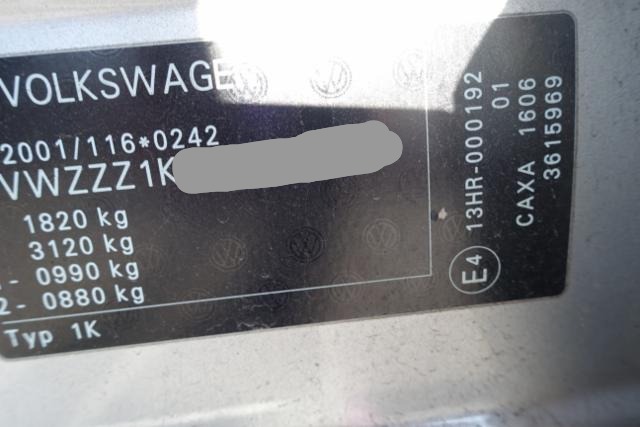 VOLKSWAGE
2001/116*0242
VWZZZ1K
1820 kg
3120 kg
- 0990 kg
2- 0880 kg
Typ 1K
E4
13HR-000192
01
CAXA 1606
3615969